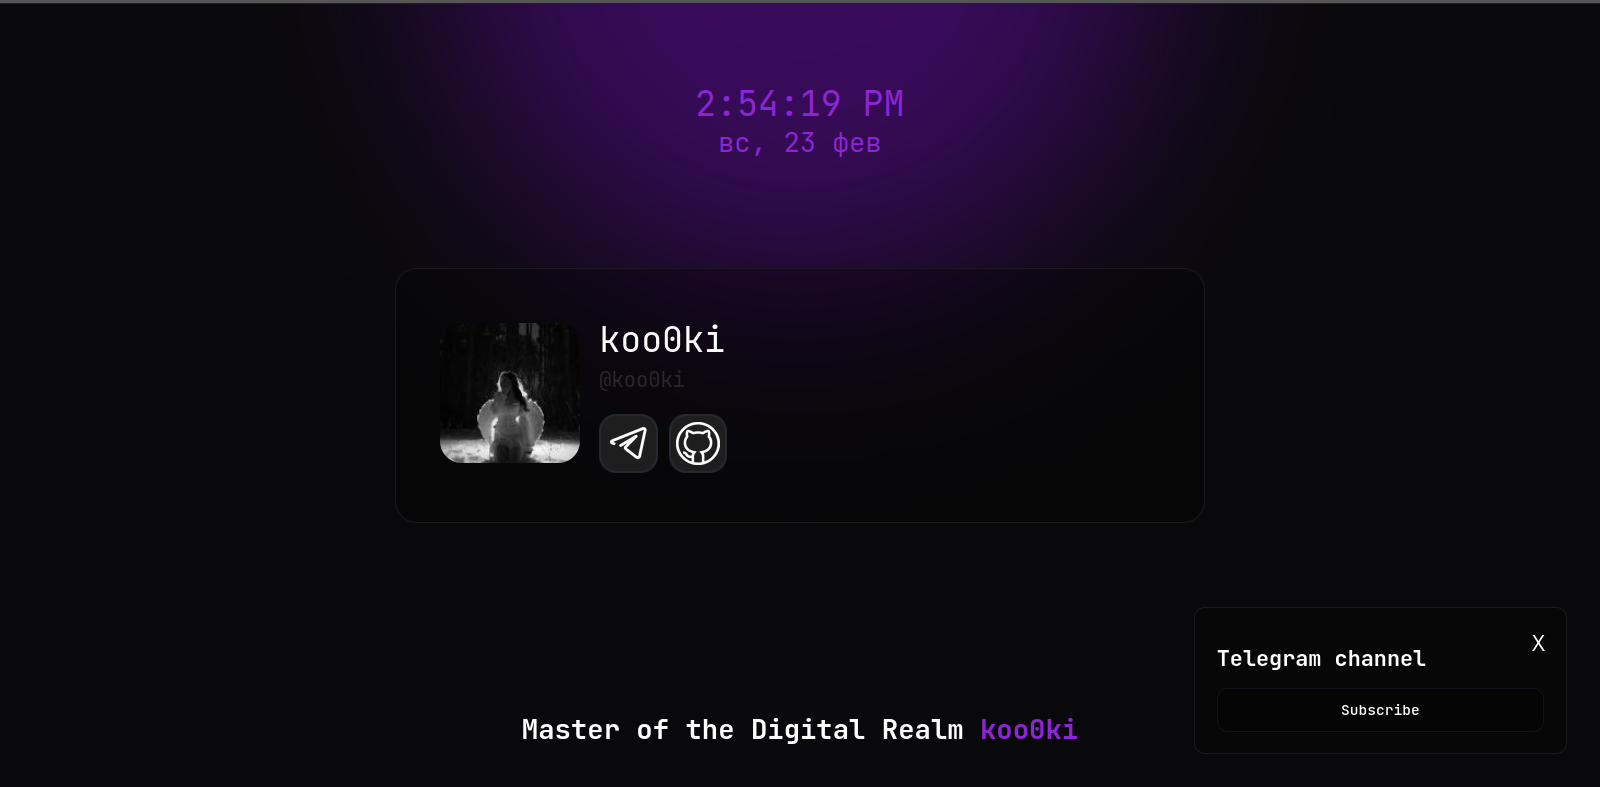 2:54:19 PM
вс, 23 фев
koo0ki
@koo0ki
X
Telegram channel
Subscribe
Master of the Digital Realm koo0ki